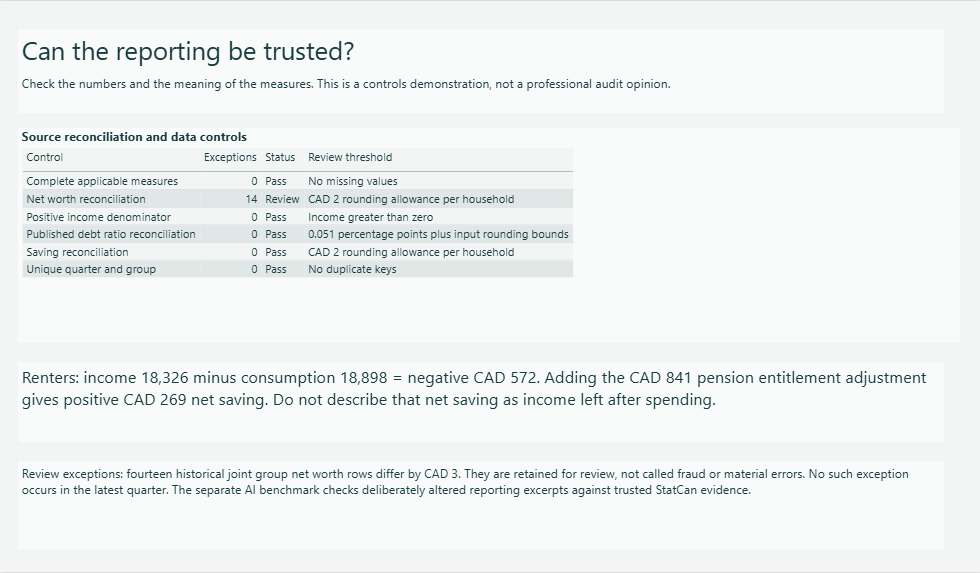 Can the reporting be trusted?
Check the numbers and the meaning of the measures. This is a controls demonstration, not a professional audit opinion.
Source reconciliation and data controls
Control Exceptions Status Review threshold
Complete applicable measures 0 Pass No missing values
Net worth reconciliation 14 Review CAD 2 rounding allowance per household
Positive income denominator 0 Pass Income greater than zero
Published debt ratio reconciliation 0 Pass 0.051 percentage points plus input rounding bounds
Saving reconciliation 0 Pass CAD 2 rounding allowance per household
Unique quarter and group 0 Pass No duplicate keys
Renters: income 18,326 minus consumption 18,898 = negative CAD 572. Adding the CAD 841 pension entitlement adjustment
gives positive CAD 269 net saving. Do not describe that net saving as income left after spending.
Review exceptions: fourteen historical joint group net worth rows differ by CAD 3. They are retained for review, not called fraud or material errors. No such exception
occurs in the latest quarter. The separate AI benchmark checks deliberately altered reporting excerpts against trusted StatCan evidence.